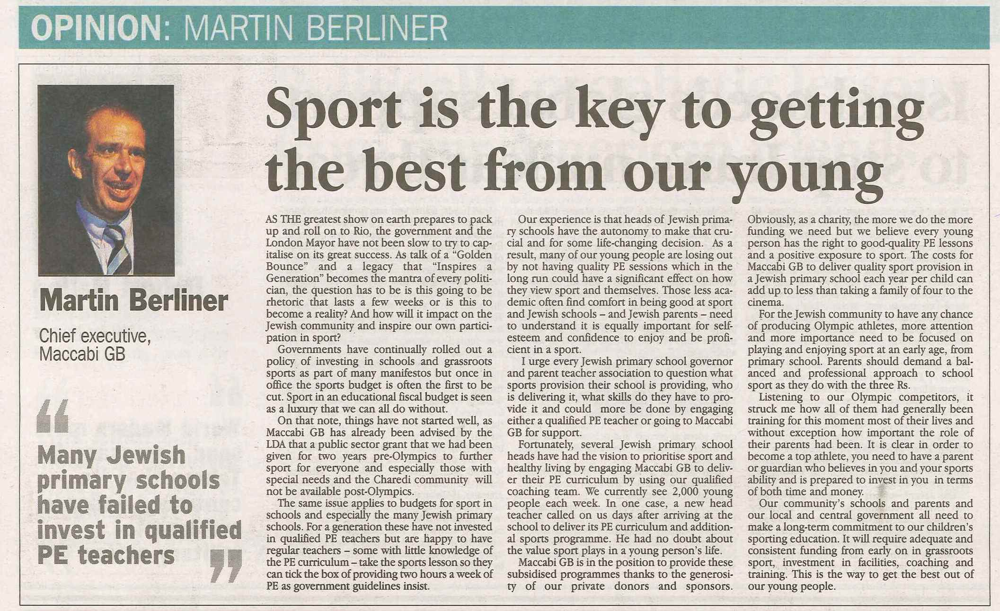 OPINION: MARTIN BERLINER
Martin Berliner
Chief executive,
Maccabi GB
“
Many Jewish
primary schools
have failed to
invest in qualified
PE teachers
”
Sport is the key to getting
the best from our young
AS THE greatest show on earth prepares to pack
up and roll on to Rio, the government and the
London Mayor have not been slow to try to cap-
italise on its great success. As talk of a “Golden
Bounce” and a legacy that “Inspires a
Generation” becomes the mantra of every politi-
cian, the question has to be is this going to be
rhetoric that lasts a few weeks or is this to
become a reality? And how will it impact on the
Jewish community and inspire our own partici-
pation in sport?
Governments have continually rolled out a
policy of investing in schools and grassroots
sports as part of many manifestos but once in
office the sports budget is often the first to be
cut. Sport in an educational fiscal budget is seen
as a luxury that we can all do without.
On that note, things have not started well, as
Maccabi GB has already been advised by the
LDA that a public sector grant that we had been
given for two years pre-Olympics to further
sport for everyone and especially those with
special needs and the Charedi community will
not be available post-Olympics.
The same issue applies to budgets for sport in
schools and especially the many Jewish primary
schools. For a generation these have not invested
in qualified PE teachers but are happy to have
regular teachers – some with little knowledge of
the PE curriculum – take the sports lesson so they
can tick the box of providing two hours a week of
PE as government guidelines insist.
Our experience is that heads of Jewish prima-
ry schools have the autonomy to make that cru-
cial and for some life-changing decision. As a
result, many of our young people are losing out
by not having quality PE sessions which in the
long run could have a significant effect on how
they view sport and themselves. Those less aca-
demic often find comfort in being good at sport
and Jewish schools – and Jewish parents – need
to understand it is equally important for self-
esteem and confidence to enjoy and be profi-
cient in a sport.
I urge every Jewish primary school governor
and parent teacher association to question what
sports provision their school is providing, who
is delivering it, what skills do they have to pro-
vide it and could more be done by engaging
either a qualified PE teacher or going to Maccabi
GB for support.
Fortunately, several Jewish primary school
heads have had the vision to prioritise sport and
healthy living by engaging Maccabi GB to deliv-
er their PE curriculum by using our qualified
coaching team. We currently see 2,000 young
people each week. In one case, a new head
teacher called on us days after arriving at the
school to deliver its PE curriculum and addition-
al sports programme. He had no doubt about
the value sport plays in a young person’s life.
Maccabi GB is in the position to provide these
subsidised programmes thanks to the generosi-
ty of our private donors and sponsors.
Obviously, as a charity, the more we do the more
funding we need but we believe every young
person has the right to good-quality PE lessons
and a positive exposure to sport. The costs for
Maccabi GB to deliver quality sport provision in
a Jewish primary school each year per child can
add up to less than taking a family of four to the
cinema.
For the Jewish community to have any chance
of producing Olympic athletes, more attention
and more importance need to be focused on
playing and enjoying sport at an early age, from
primary school. Parents should demand a bal-
anced and professional approach to school
sport as they do with the three Rs.
Listening to our Olympic competitors, it
struck me how all of them had generally been
training for this moment most of their lives and
without exception how important the role of
their parents had been. It is clear in order to
become a top athlete, you need to have a parent
or guardian who believes in you and your sports
ability and is prepared to invest in you in terms
of both time and money.
Our community’s schools and parents and
our local and central government all need to
make a long-term commitment to our children’s
sporting education. It will require adequate and
consistent funding from early on in grassroots
sport, investment in facilities, coaching and
training. This is the way to get the best out of
our young people.